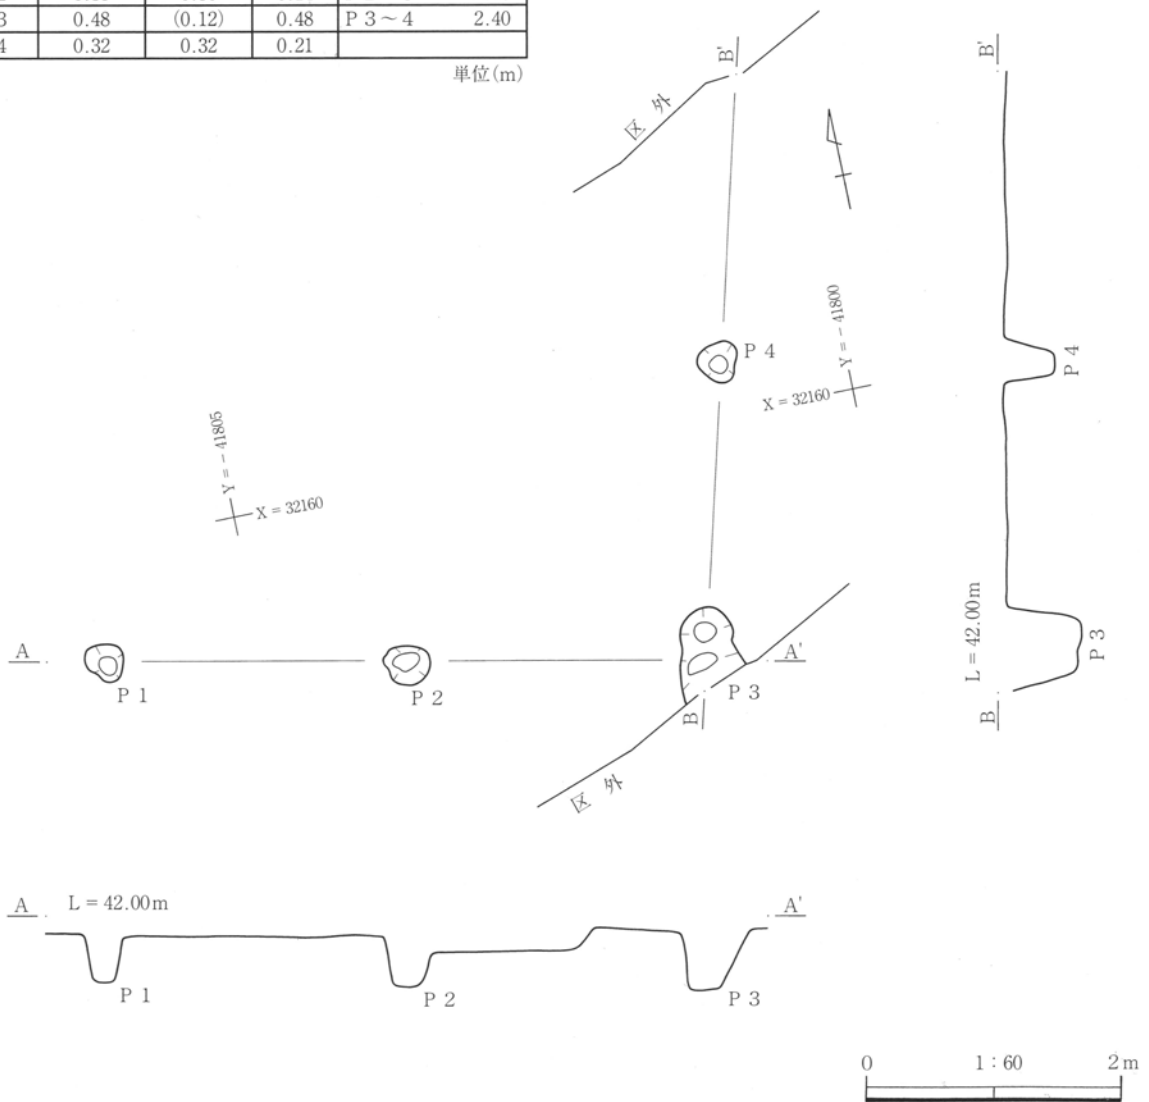 3 0.48 (0.12) 0.48 P 3～4 2.40
4 0.32 0.32 0.21
単位(m)
B'
B'
区 外
Y = －41800
P 4
X = 32160
P 4
Y = －41805
X = 32160
L = 42.00m
P 3
A
A'
P 1
P 2
P 3
B
B
区 外
A
L = 42.00m
A'
P 1
P 2
P 3
0
1：60
2 m